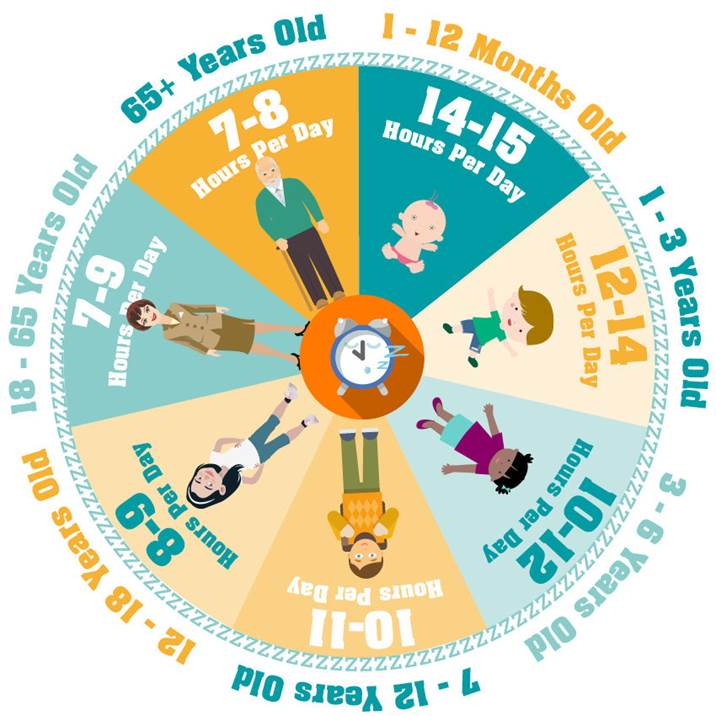 1 - 12 Months Old
14-15
Hours Per Day
1 - 3 Years Old
12-14
Hours Per Day
3 - 6 Years Old
10-12
Hours Per Day
7 - 12 Years Old
10-11
Hours Per Day
12 - 18 Years Old
8-9
Hours Per Day
18 - 65 Years Old
7-9
Hours Per Day
65+ Years Old
7-8
Hours Per Day